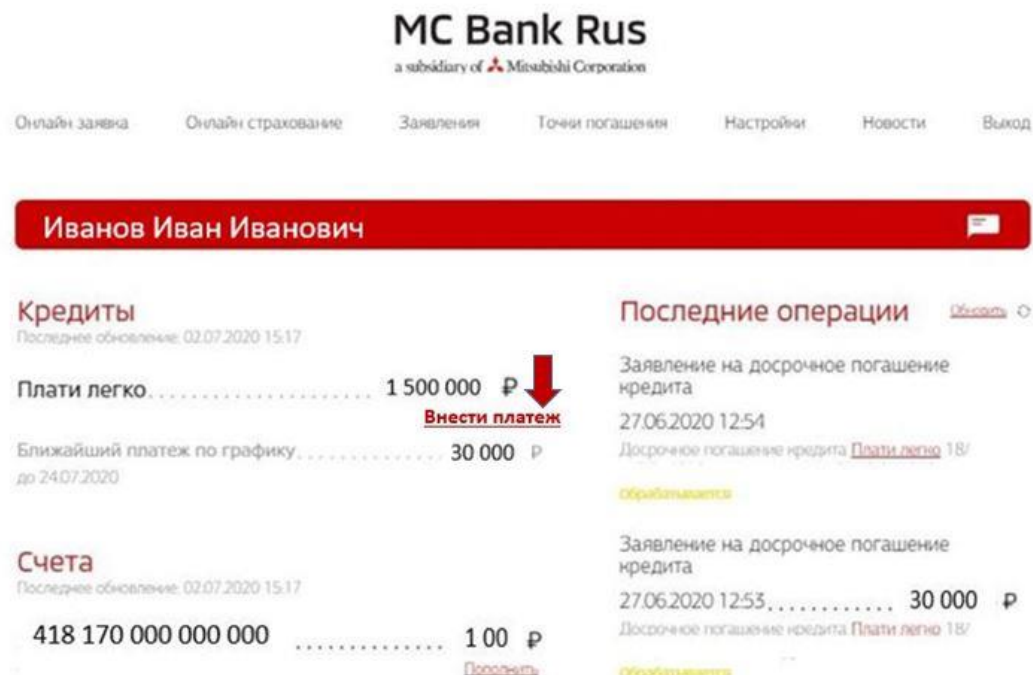 MC Bank Rus
a subsidiary of Mitsubishi Corporation
Онлайн заявка Онлайн страхование Заявления Точки погашения Настройки Новости Выход
Иванов Иван Иванович
Кредиты
Последнее обновление: 02.07.2020 15:17
Плати легко 1 500 000 ₽
Внести платеж
Ближайший платеж по графику 30 000 ₽
до 24.07.2020
Счета
Последнее обновление: 02.07.2020 15:17
418 170 000 000 000 1 00 ₽
Пополнить
Последние операции Обновить
Заявление на досрочное погашение
кредита
27.06.2020 12:54
Досрочное погашение кредита Плати легко 18/
Обрабатывается
Заявление на досрочное погашение
кредита
27.06.2020 12:53 30 000 ₽
Досрочное погашение кредита Плати легко 18/
Обрабатывается